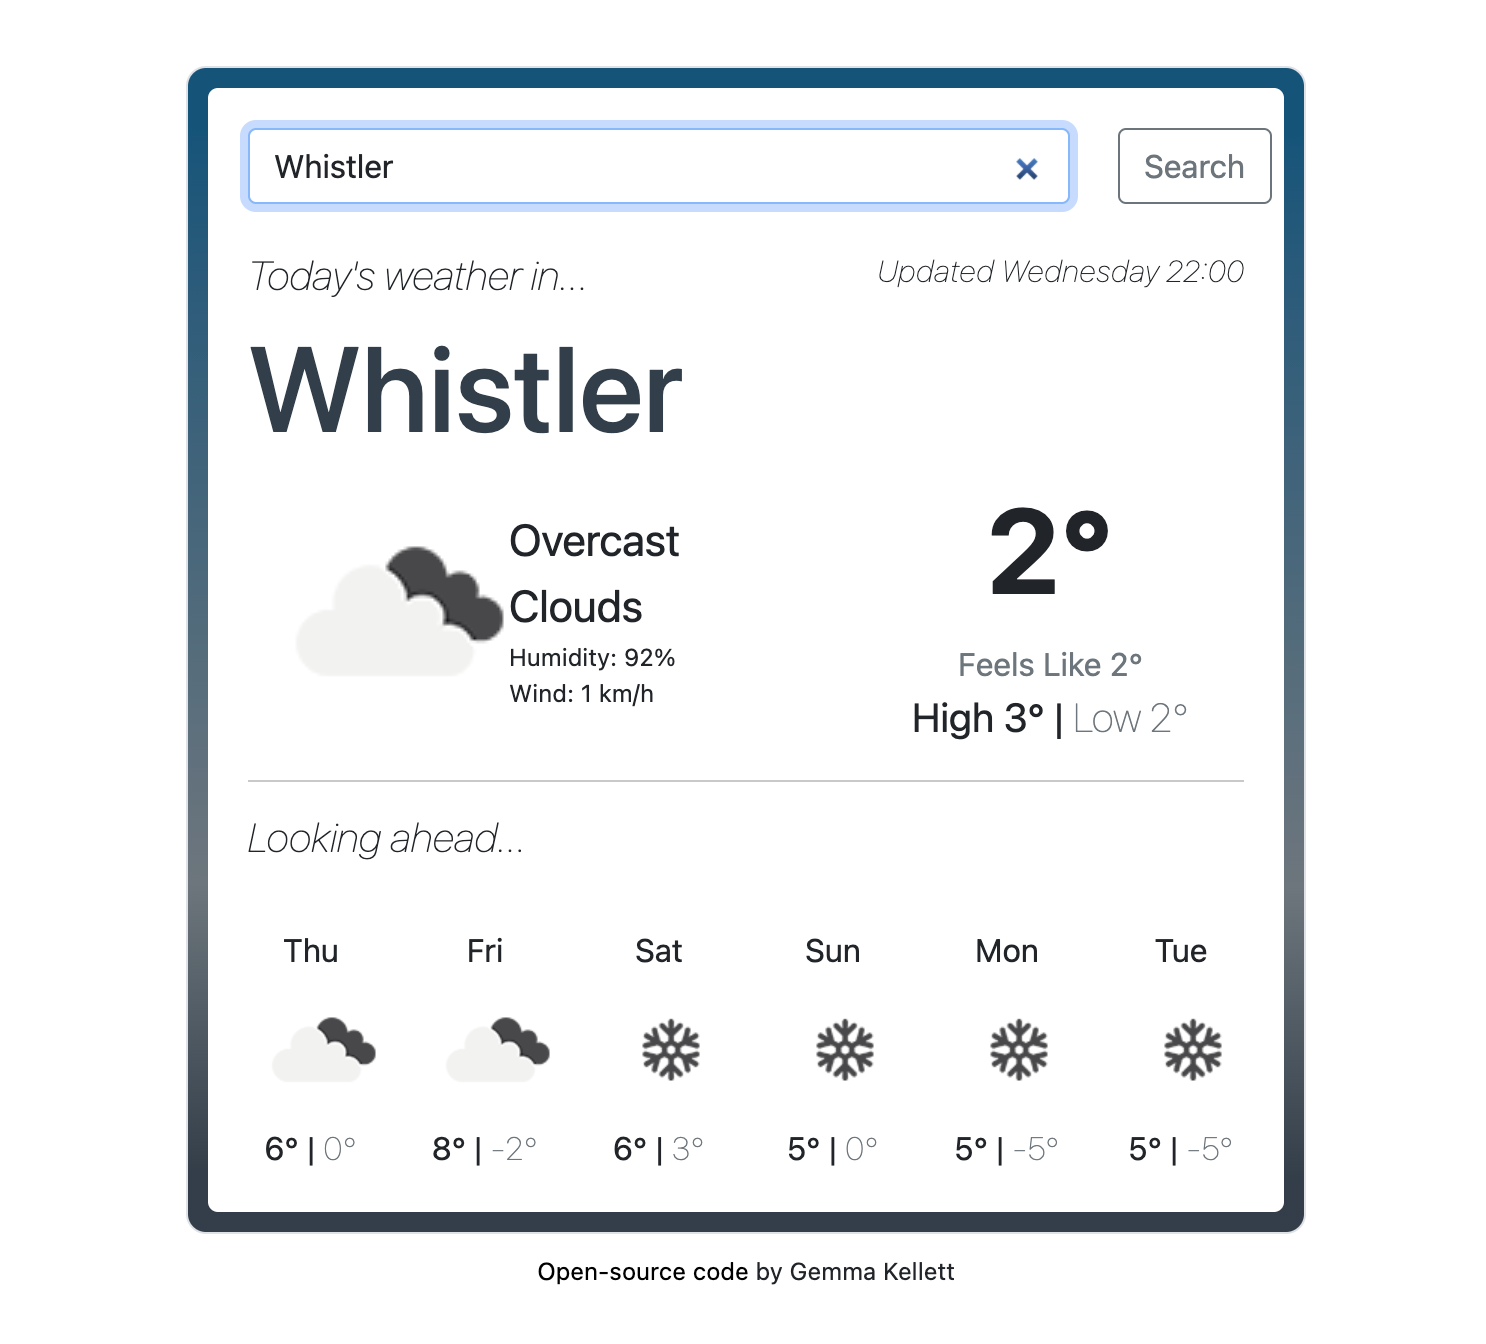 Whistler
Search
Today's weather in...
Updated Wednesday 22:00
Whistler
Overcast
Clouds
Humidity: 92%
Wind: 1 km/h
2°
Feels Like 2°
High 3° | Low 2°
Looking ahead...
Thu Fri Sat Sun Mon Tue
6° | 0° 8° | -2° 6° | 3° 5° | 0° 5° | -5° 5° | -5°
Open-source code by Gemma Kellett